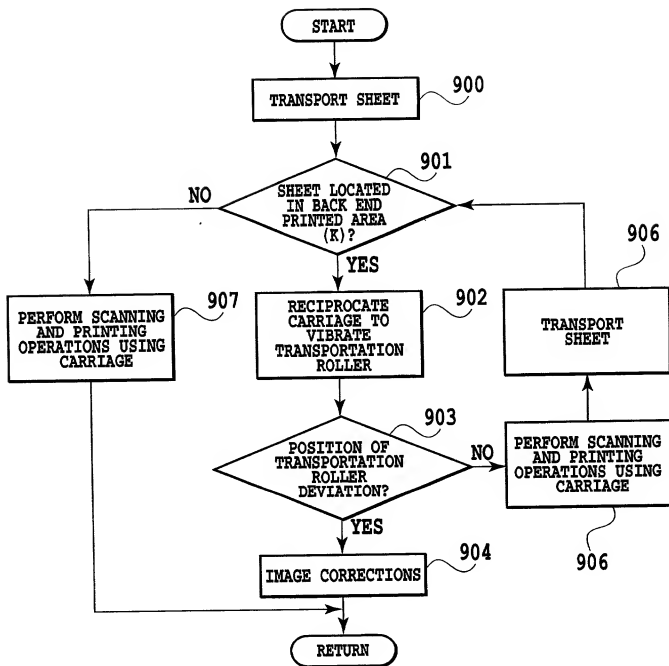 START
900
TRANSPORT SHEET
901
NO
SHEET LOCATED
IN BACK END
PRINTED AREA
(K)?
YES
906
907
902
PERFORM SCANNING
AND PRINTING
OPERATIONS USING
CARRIAGE
RECIPROCATE
CARRIAGE TO
VIBRATE
TRANSPORTATION
ROLLER
TRANSPORT
SHEET
903
POSITION OF
TRANSPORTATION
ROLLER
DEVIATION?
NO
PERFORM SCANNING
AND PRINTING
OPERATIONS USING
CARRIAGE
YES
904
906
IMAGE CORRECTIONS
RETURN